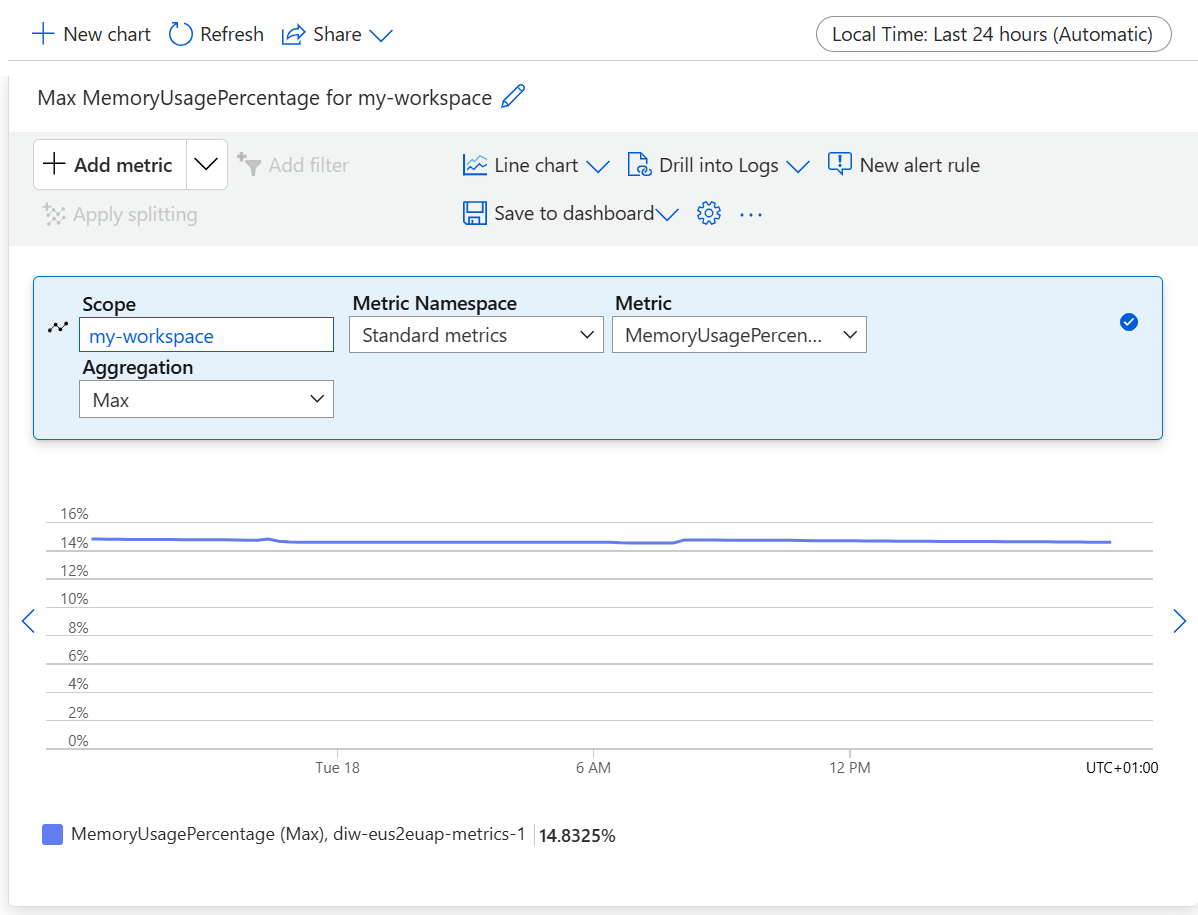 New chart Refresh Share Local Time: Last 24 hours (Automatic)
Max MemoryUsagePercentage for my-workspace
Add metric Add filter Line chart Drill into Logs New alert rule
Apply splitting Save to dashboard ...
Scope Metric Namespace Metric
my-workspace Standard metrics MemoryUsagePercen...
Aggregation
Max
16%
14%
12%
10%
8%
6%
4%
2%
0%
Tue 18 6 AM 12 PM UTC+01:00
MemoryUsagePercentage (Max), diw-eus2euap-metrics-1 14.8325%